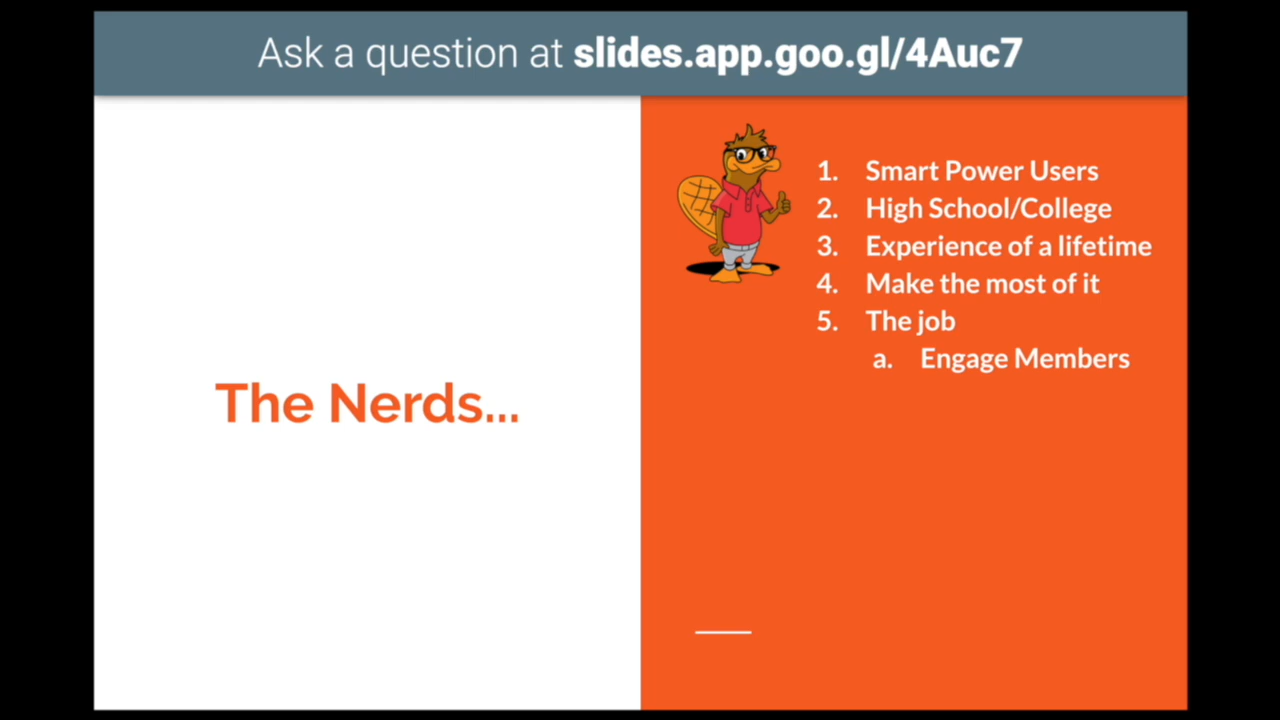 Ask a question at slides.app.goo.gl/4Auc7
The Nerds...
1. Smart Power Users
2. High School/College
3. Experience of a lifetime
4. Make the most of it
5. The job
a. Engage Members